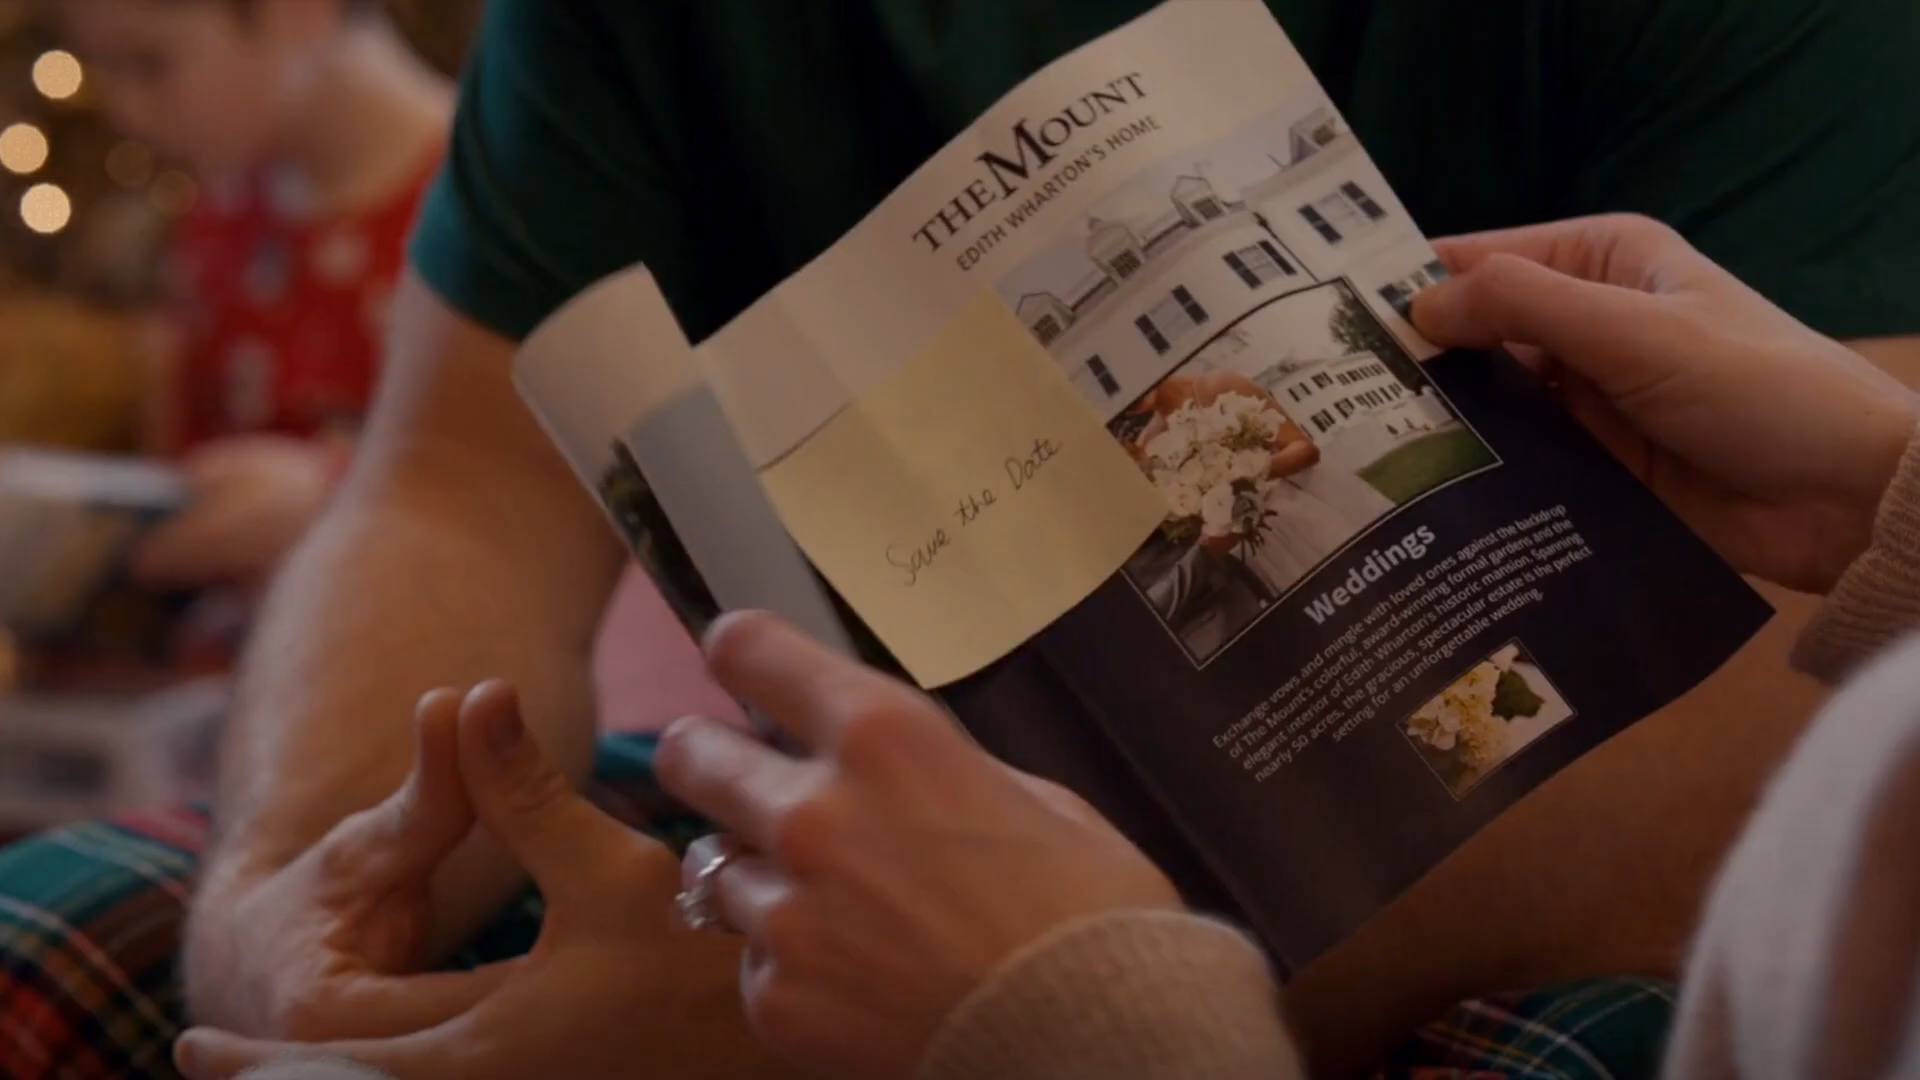 THE MOUNT
EDITH WHARTON'S HOME
Save the Date
Weddings
Exchange vows and mingle with loved ones against the backdrop
of The Mount's colorful, award-winning formal gardens and the
elegant interior of Edith Wharton's historic mansion. Spanning
nearly 50 acres, the gracious, spectacular estate is the perfect
setting for an unforgettable wedding.